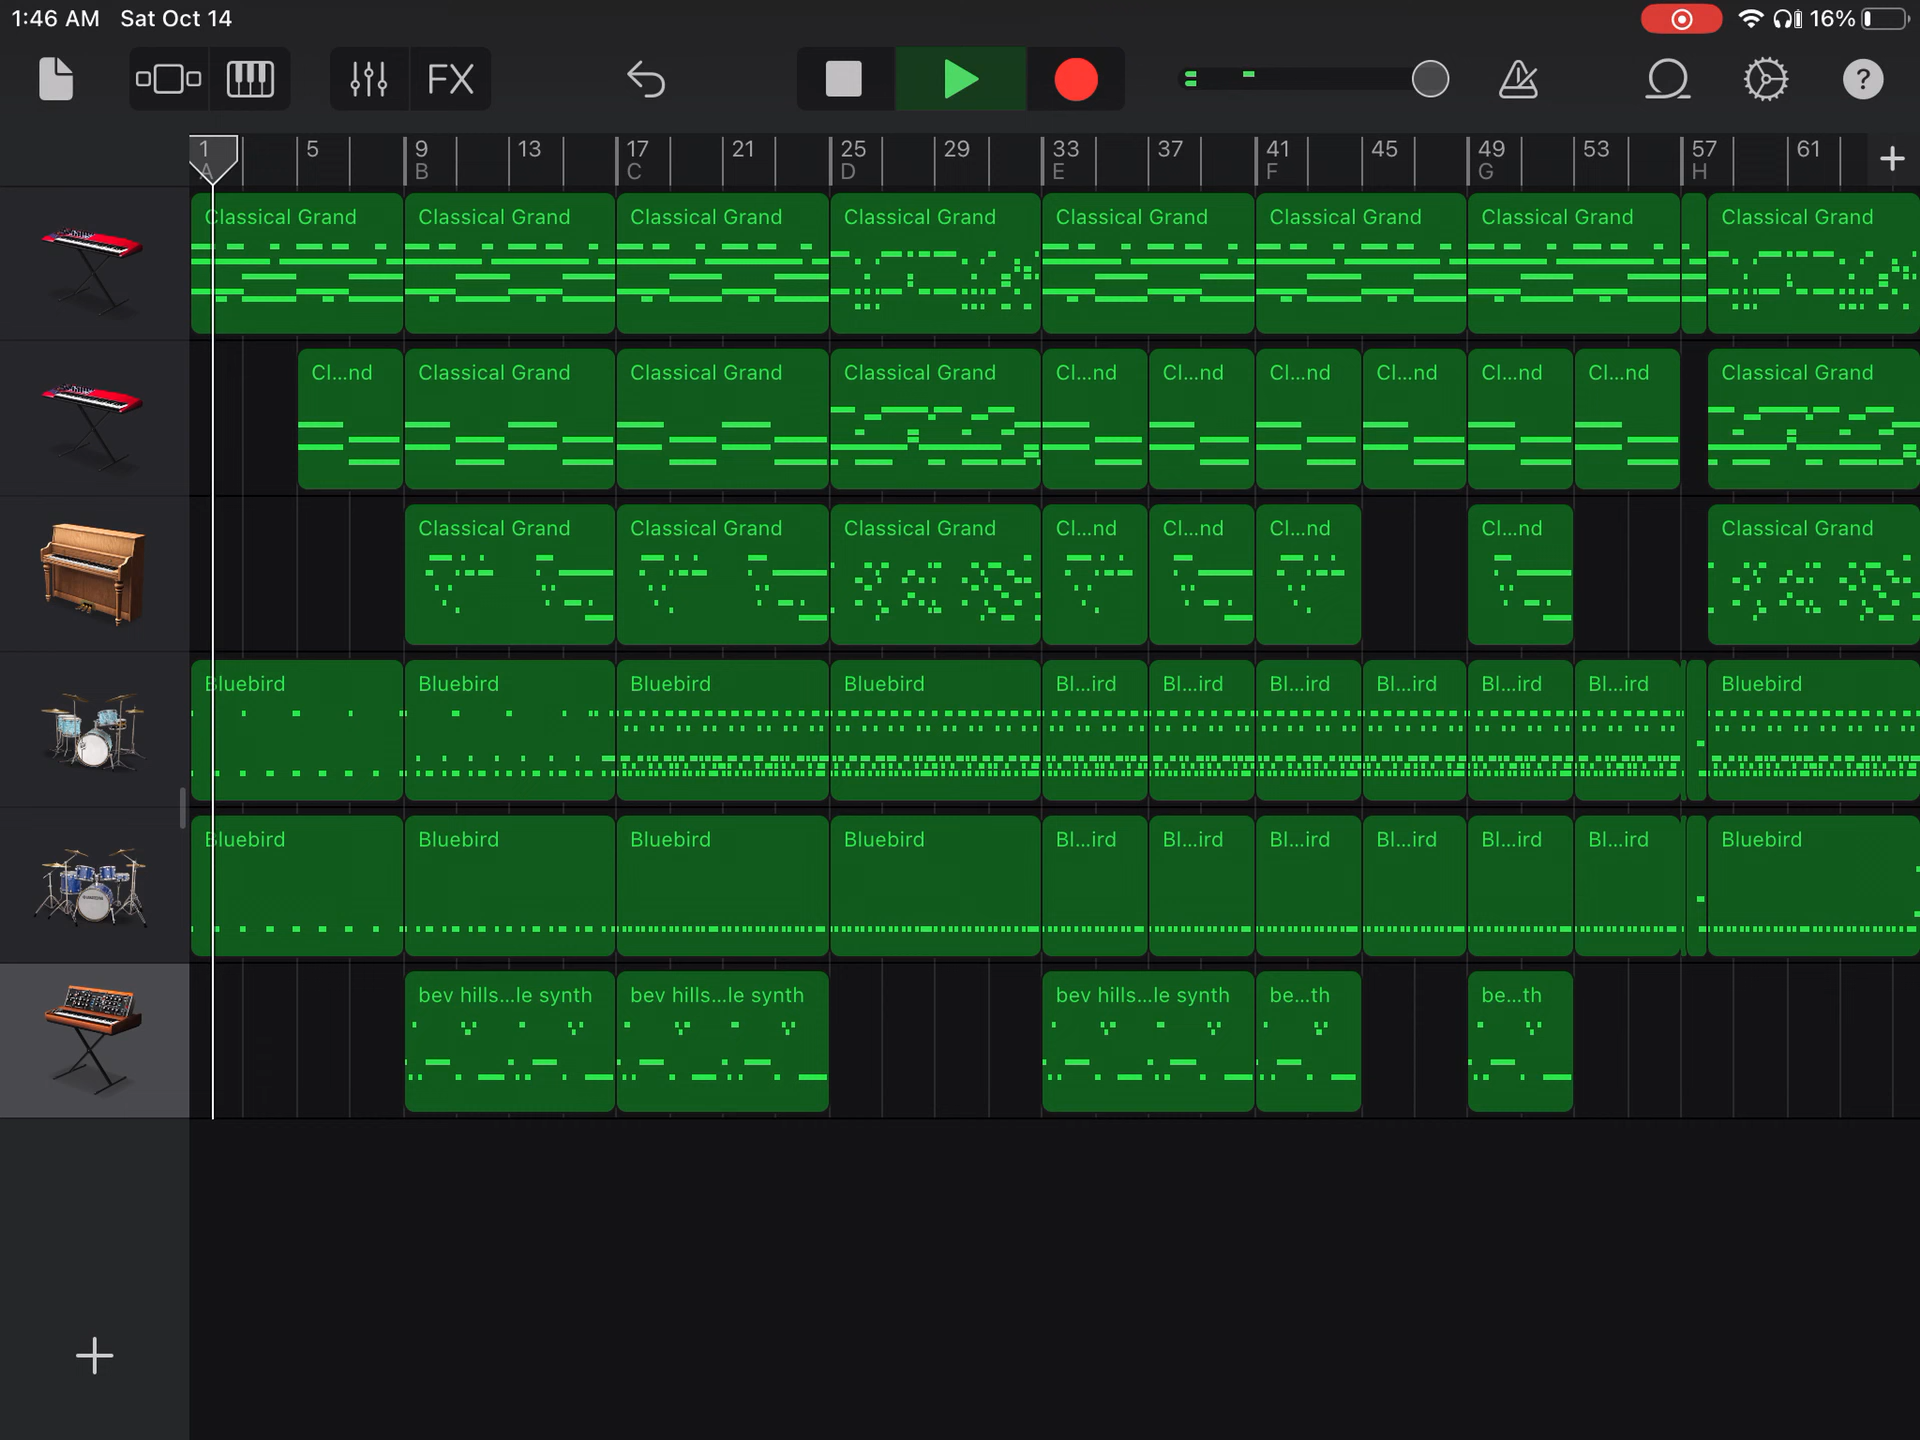 1:46 AM Sat Oct 14 16%
FX ?
1 5 9 13 17 21 25 29 33 37 41 45 49 53 57 61
A B C D E F G H
Classical Grand Classical Grand Classical Grand Classical Grand Classical Grand Classical Grand Classical Grand Classical Grand
Cl...nd Classical Grand Classical Grand Classical Grand Cl...nd Cl...nd Cl...nd Cl...nd Cl...nd Cl...nd Classical Grand
Classical Grand Classical Grand Classical Grand Cl...nd Cl...nd Cl...nd Cl...nd Classical Grand
Bluebird Bluebird Bluebird Bluebird Bl...ird Bl...ird Bl...ird Bl...ird Bl...ird Bl...ird Bluebird
Bluebird Bluebird Bluebird Bluebird Bl...ird Bl...ird Bl...ird Bl...ird Bl...ird Bl...ird Bluebird
bev hills...le synth bev hills...le synth bev hills...le synth be...th be...th